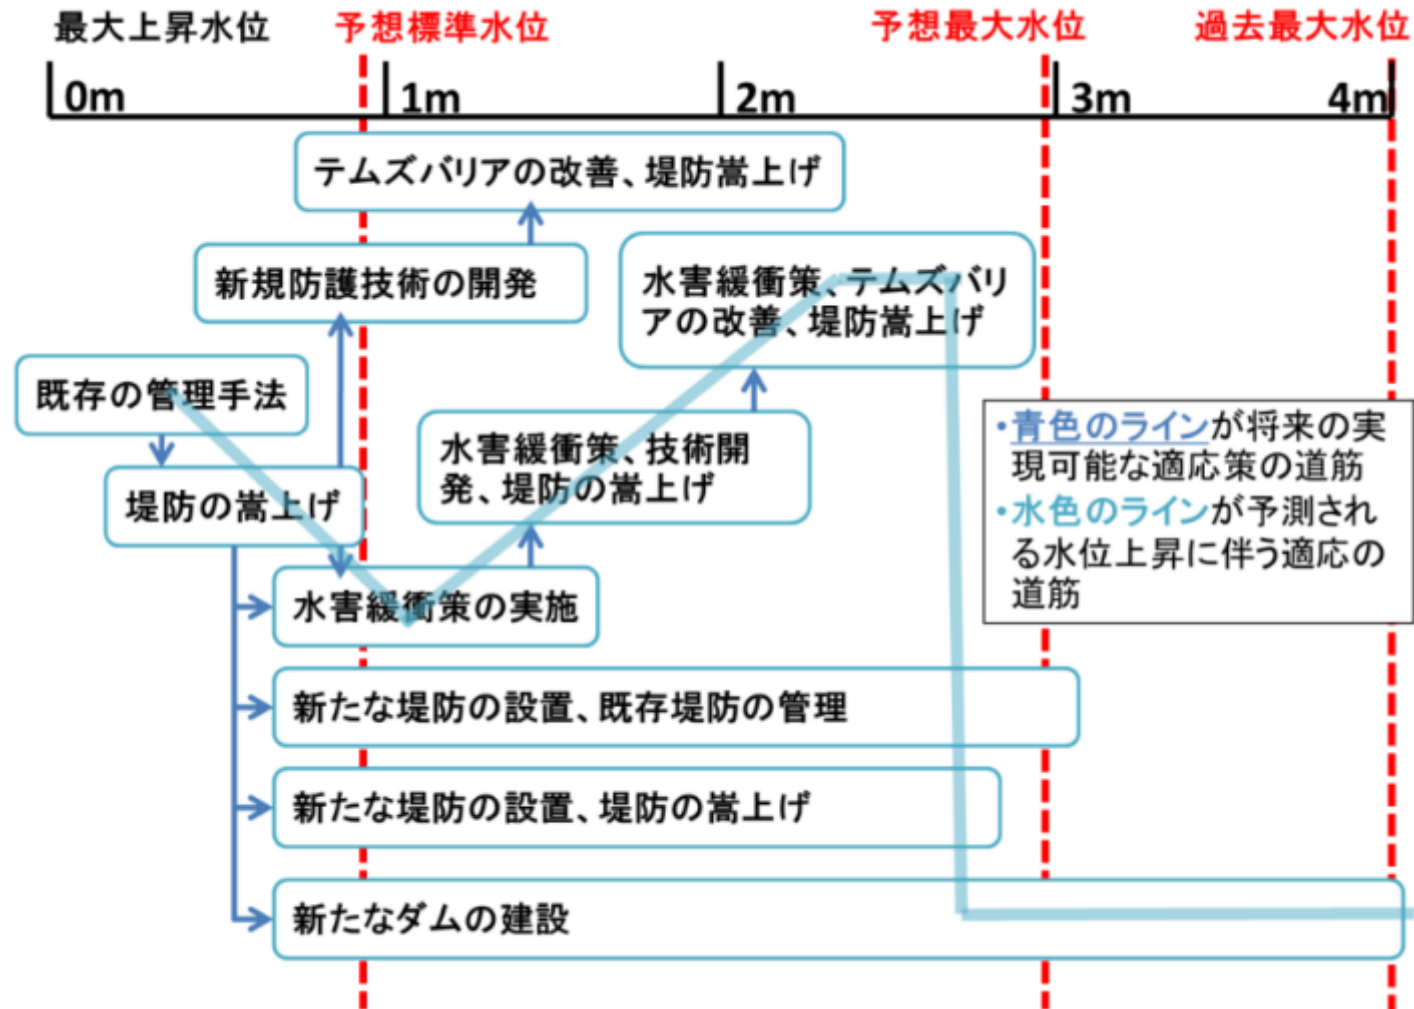 最大上昇水位
予想標準水位
予想最大水位
過去最大水位
0m
1m
2m
3m
4m
テムズバリアの改善、堤防嵩上げ
新規防護技術の開発
水害緩衝策、テムズバリ
アの改善、堤防嵩上げ
既存の管理手法
水害緩衝策、技術開
発、堤防の嵩上げ
・青色のラインが将来の実
現可能な適応策の道筋
・水色のラインが予測され
る水位上昇に伴う適応の
道筋
堤防の嵩上げ
水害緩衝策の実施
新たな堤防の設置、既存堤防の管理
新たな堤防の設置、堤防の嵩上げ
新たなダムの建設